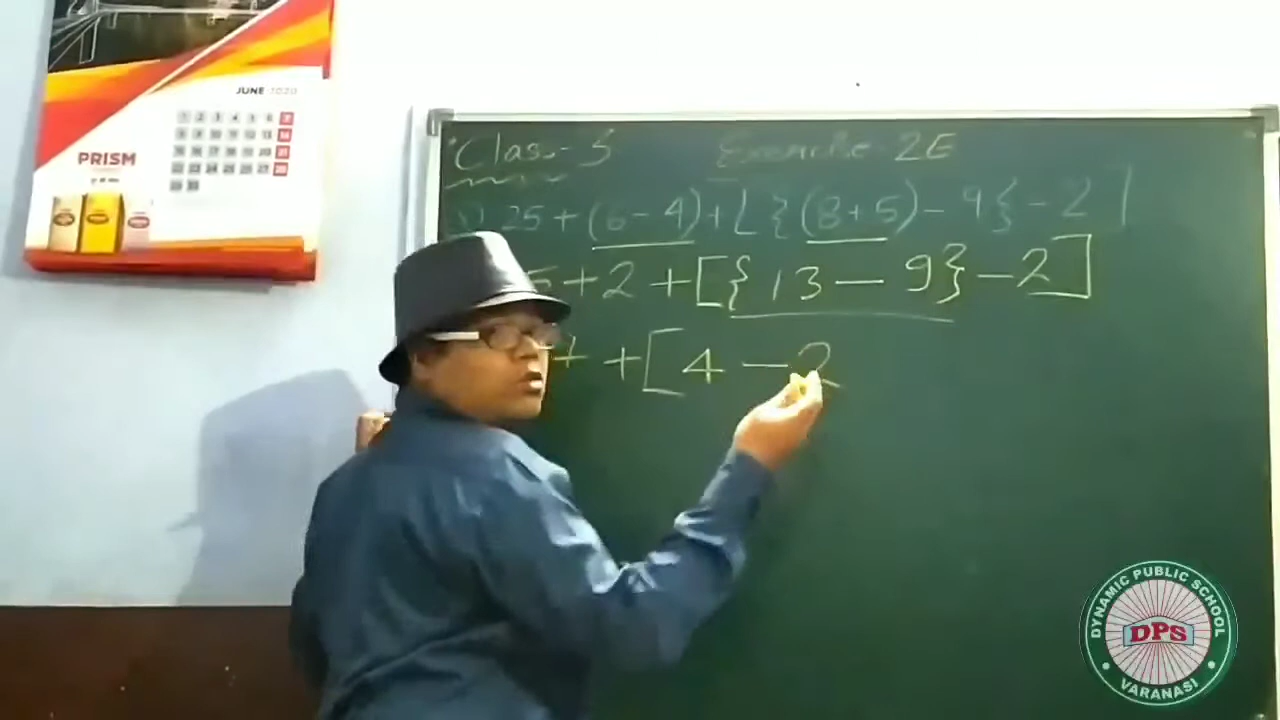 JUNE 2020
PRISM
Class-5 Exercise-2E
25+(6-4)+[{(8+5)-9}-2]
5+2+[{13-9}-2]
+[4-2
DYNAMIC PUBLIC SCHOOL
DPS
VARANASI